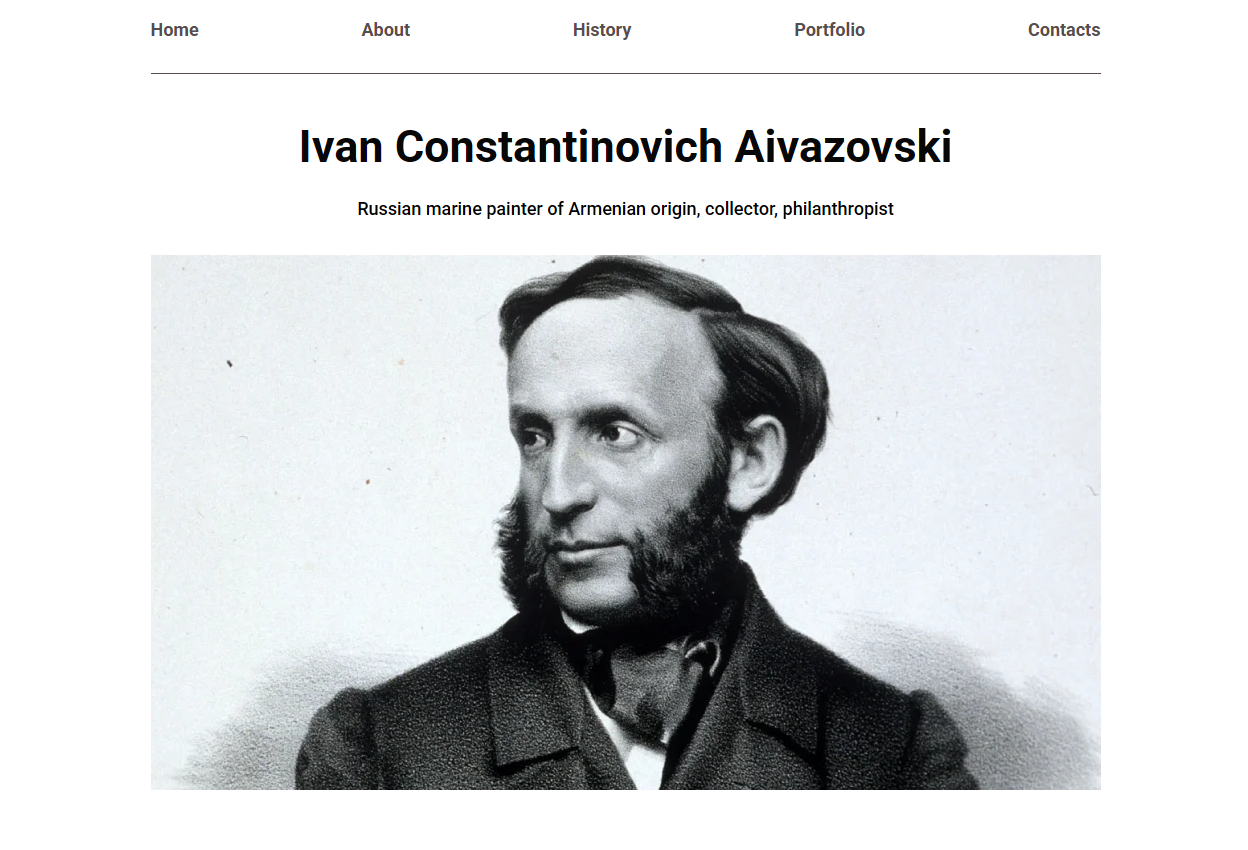 Home About History Portfolio Contacts
Ivan Constantinovich Aivazovski
Russian marine painter of Armenian origin, collector, philanthropist